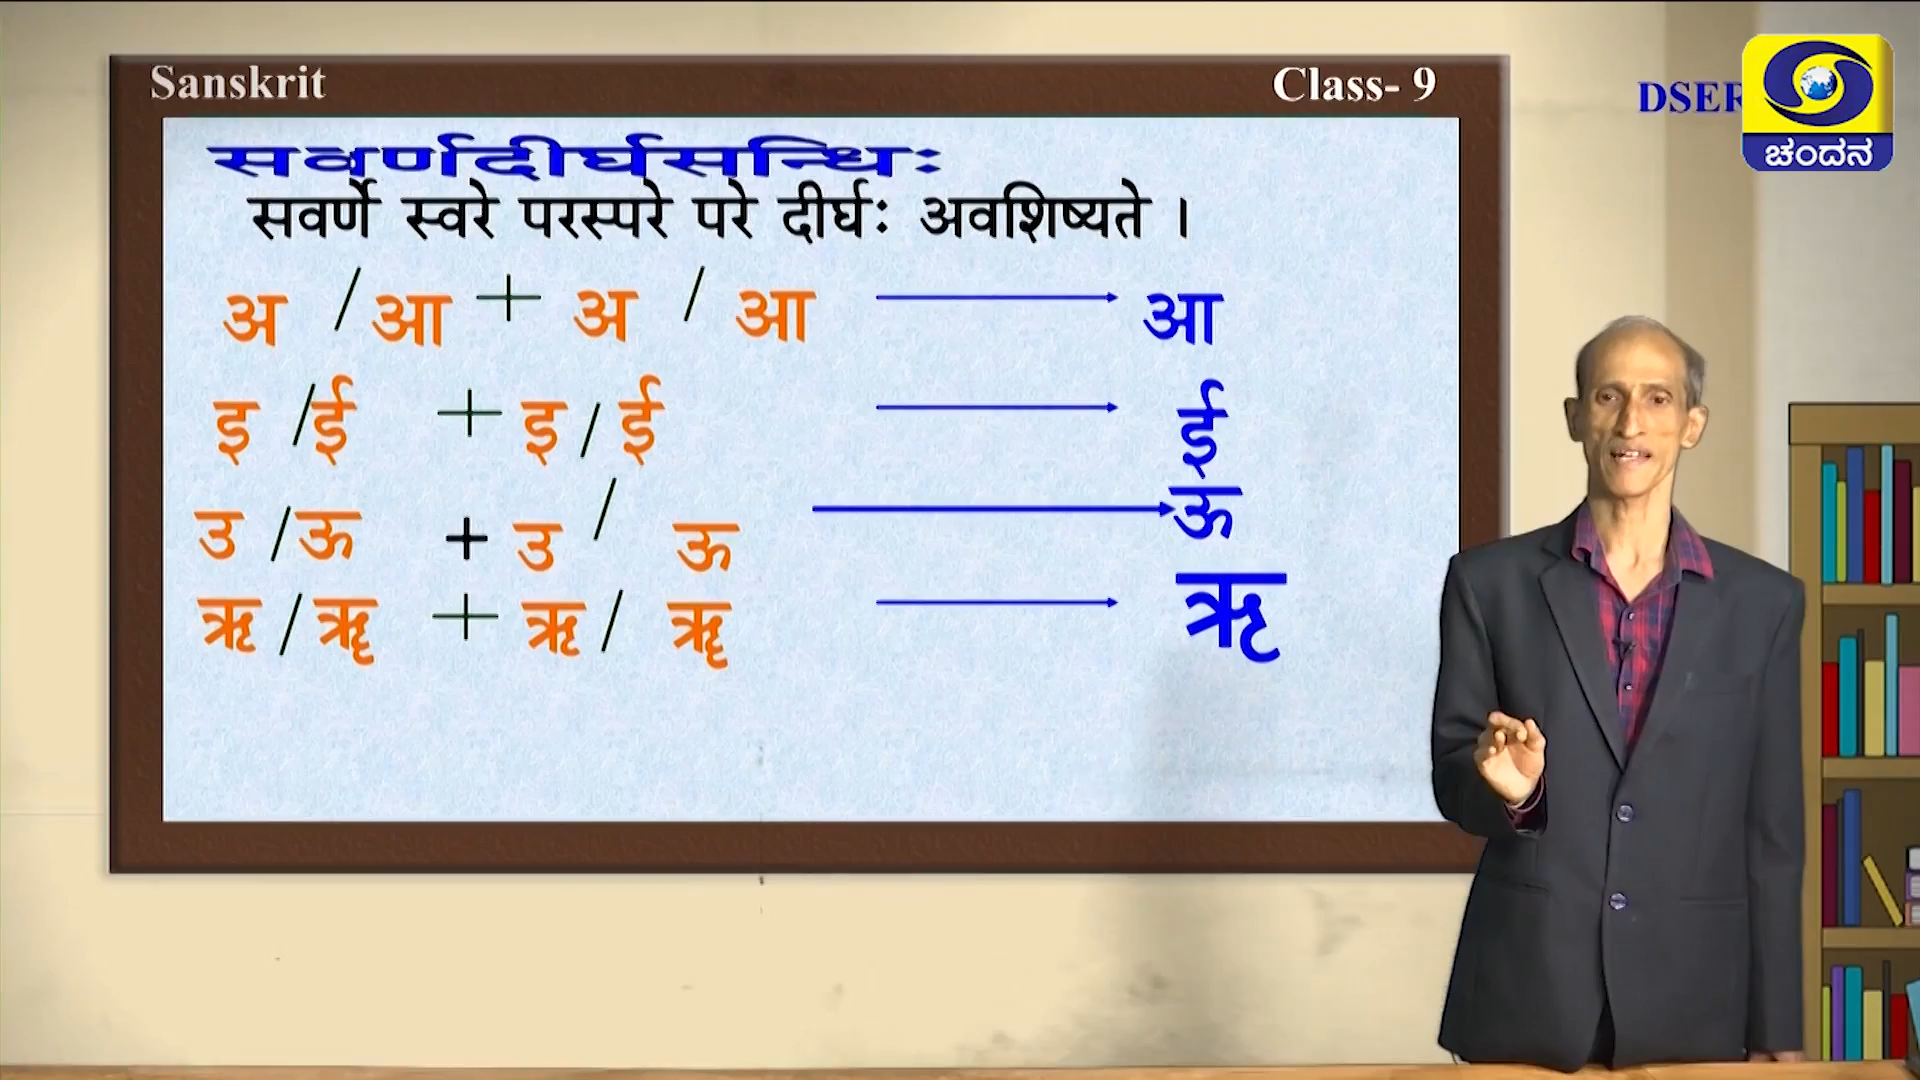 Sanskrit
Class- 9
DSER
ಚಂದನ
सवर्णदीर्घसन्धिः
सवर्णे स्वरे परस्परे परे दीर्घः अवशिष्यते ।
अ / आ + अ / आ आ
इ / ई + इ / ई ई
उ / ऊ + उ / ऊ ऊ
ऋ / ॠ + ऋ / ॠ ऋ